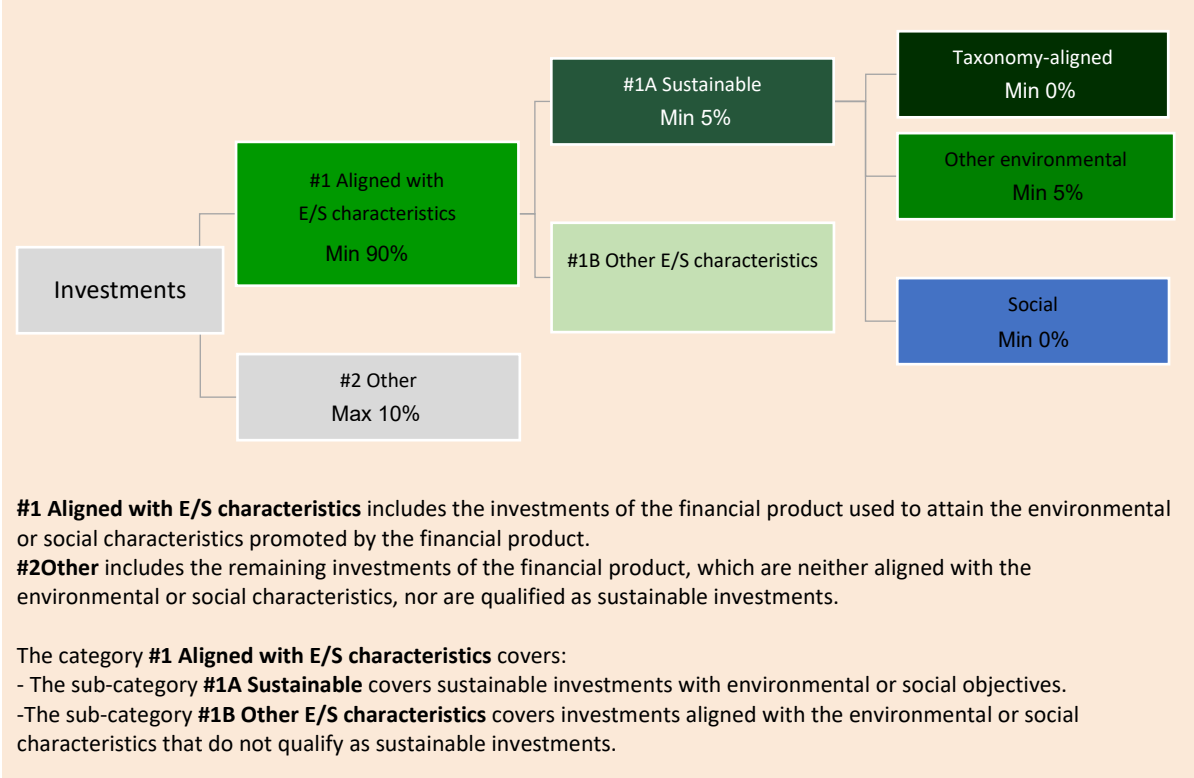 Investments
#1 Aligned with
E/S characteristics
Min 90%
#2 Other
Max 10%
#1A Sustainable
Min 5%
#1B Other E/S characteristics
Taxonomy-aligned
Min 0%
Other environmental
Min 5%
Social
Min 0%
#1 Aligned with E/S characteristics includes the investments of the financial product used to attain the environmental
or social characteristics promoted by the financial product.
#2Other includes the remaining investments of the financial product, which are neither aligned with the
environmental or social characteristics, nor are qualified as sustainable investments.
The category #1 Aligned with E/S characteristics covers:
- The sub-category #1A Sustainable covers sustainable investments with environmental or social objectives.
-The sub-category #1B Other E/S characteristics covers investments aligned with the environmental or social
characteristics that do not qualify as sustainable investments.